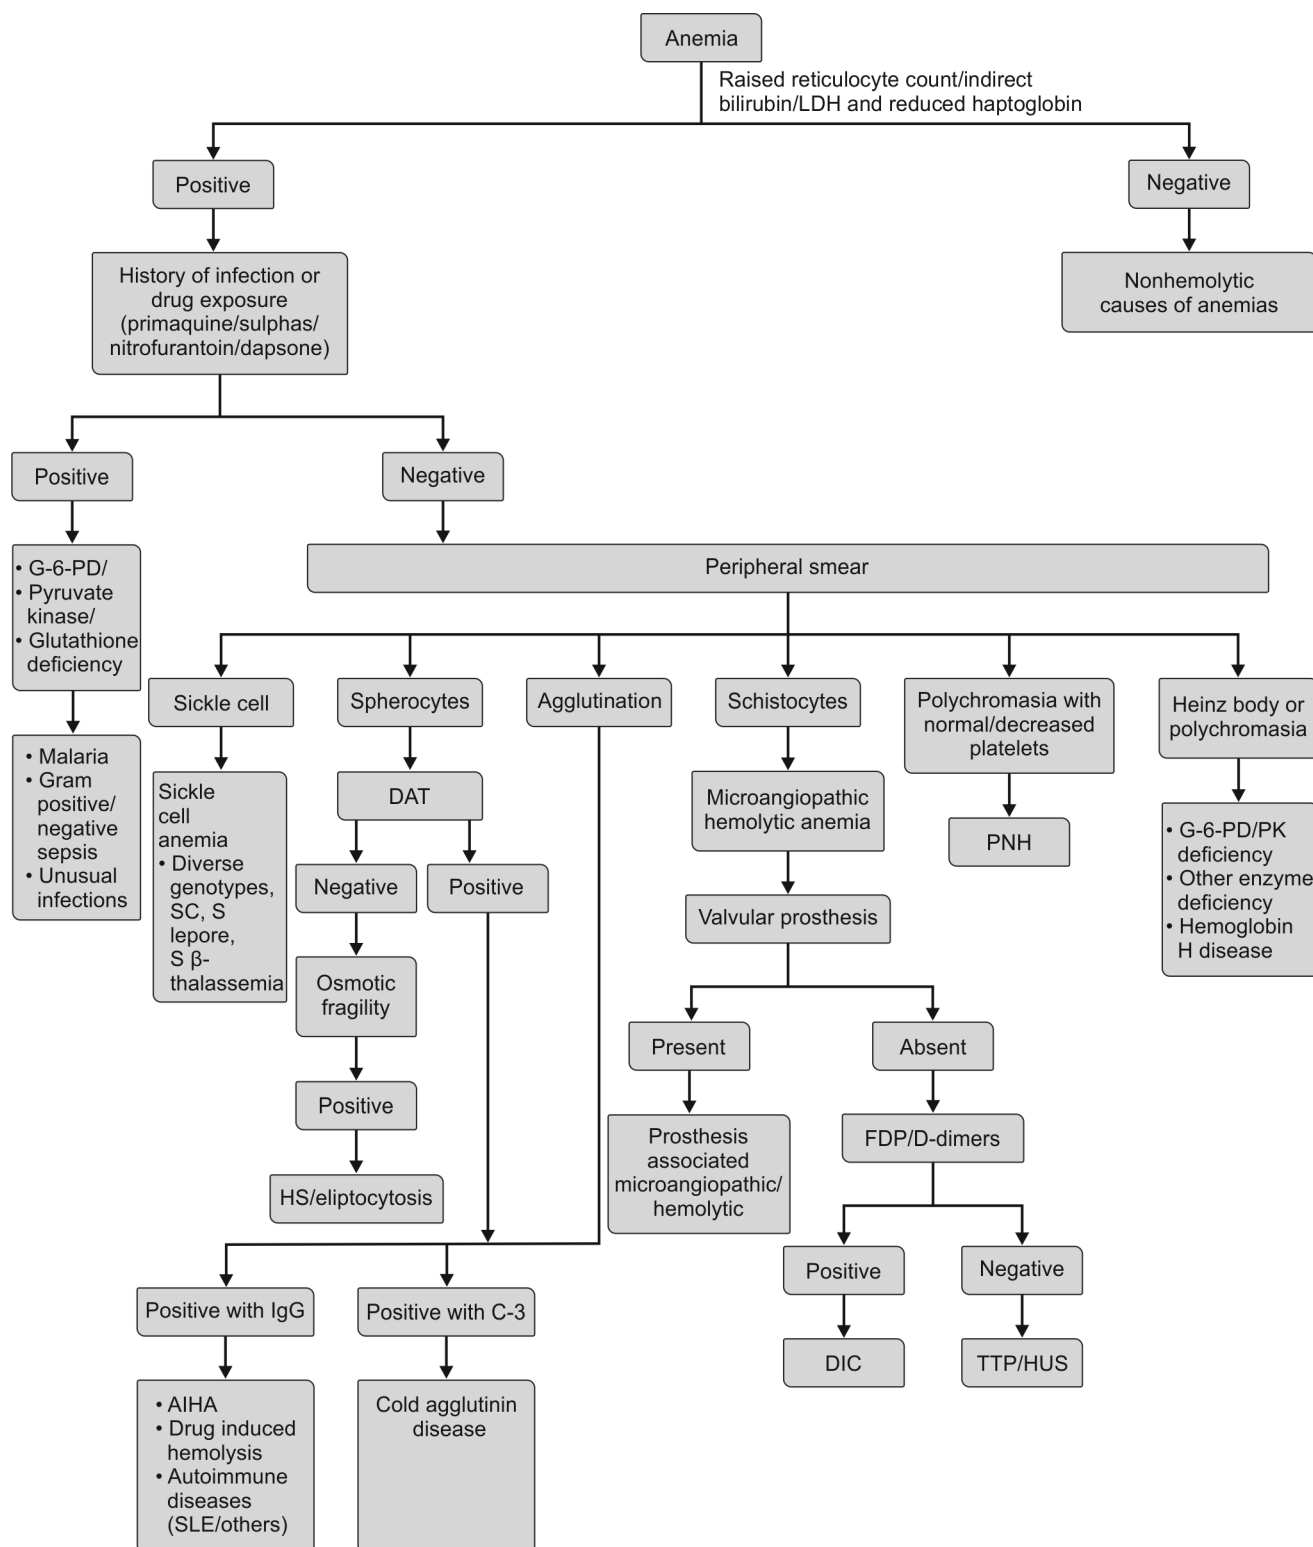 Anemia
Raised reticulocyte count/indirect
bilirubin/LDH and reduced haptoglobin
Positive
Negative
History of infection or
drug exposure
(primaquine/sulphas/
nitrofurantoin/dapsone)
Nonhemolytic
causes of anemias
Positive
Negative
• G-6-PD/
• Pyruvate
kinase/
• Glutathione
deficiency
Peripheral smear
• Malaria
• Gram
positive/
negative
sepsis
• Unusual
infections
Sickle cell
Spherocytes
Agglutination
Schistocytes
Polychromasia with
normal/decreased
platelets
Heinz body or
polychromasia
Sickle
cell
anemia
• Diverse
genotypes,
SC, S
lepore,
S β-
thalassemia
DAT
Negative
Positive
Osmotic
fragility
Positive
HS/eliptocytosis
Microangiopathic
hemolytic anemia
Valvular prosthesis
Present
Absent
Prosthesis
associated
microangiopathic/
hemolytic
FDP/D-dimers
Positive
Negative
DIC
TTP/HUS
PNH
• G-6-PD/PK
deficiency
• Other enzyme
deficiency
• Hemoglobin
H disease
Positive with IgG
Positive with C-3
• AIHA
• Drug induced
hemolysis
• Autoimmune
diseases
(SLE/others)
Cold agglutinin
disease